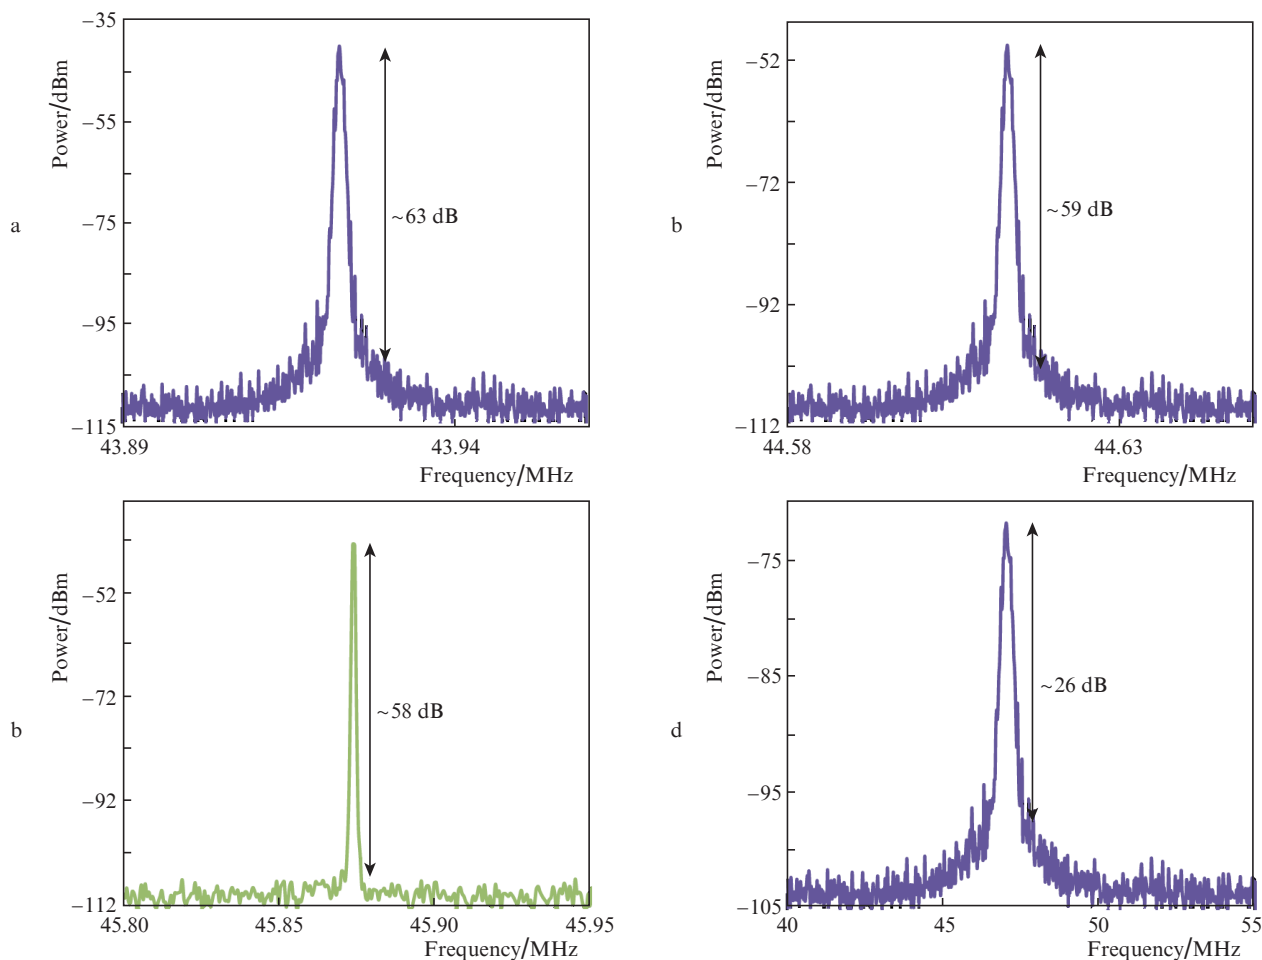 a
Power/dBm
−35
−55
−75
−95
−115
~63 dB
43.89
43.94
Frequency/MHz
b
Power/dBm
−52
−72
−92
−112
~59 dB
44.58
44.63
Frequency/MHz
b
Power/dBm
−52
−72
−92
−112
~58 dB
45.80
45.85
45.90
45.95
Frequency/MHz
d
Power/dBm
−75
−85
−95
−105
~26 dB
40
45
50
55
Frequency/MHz